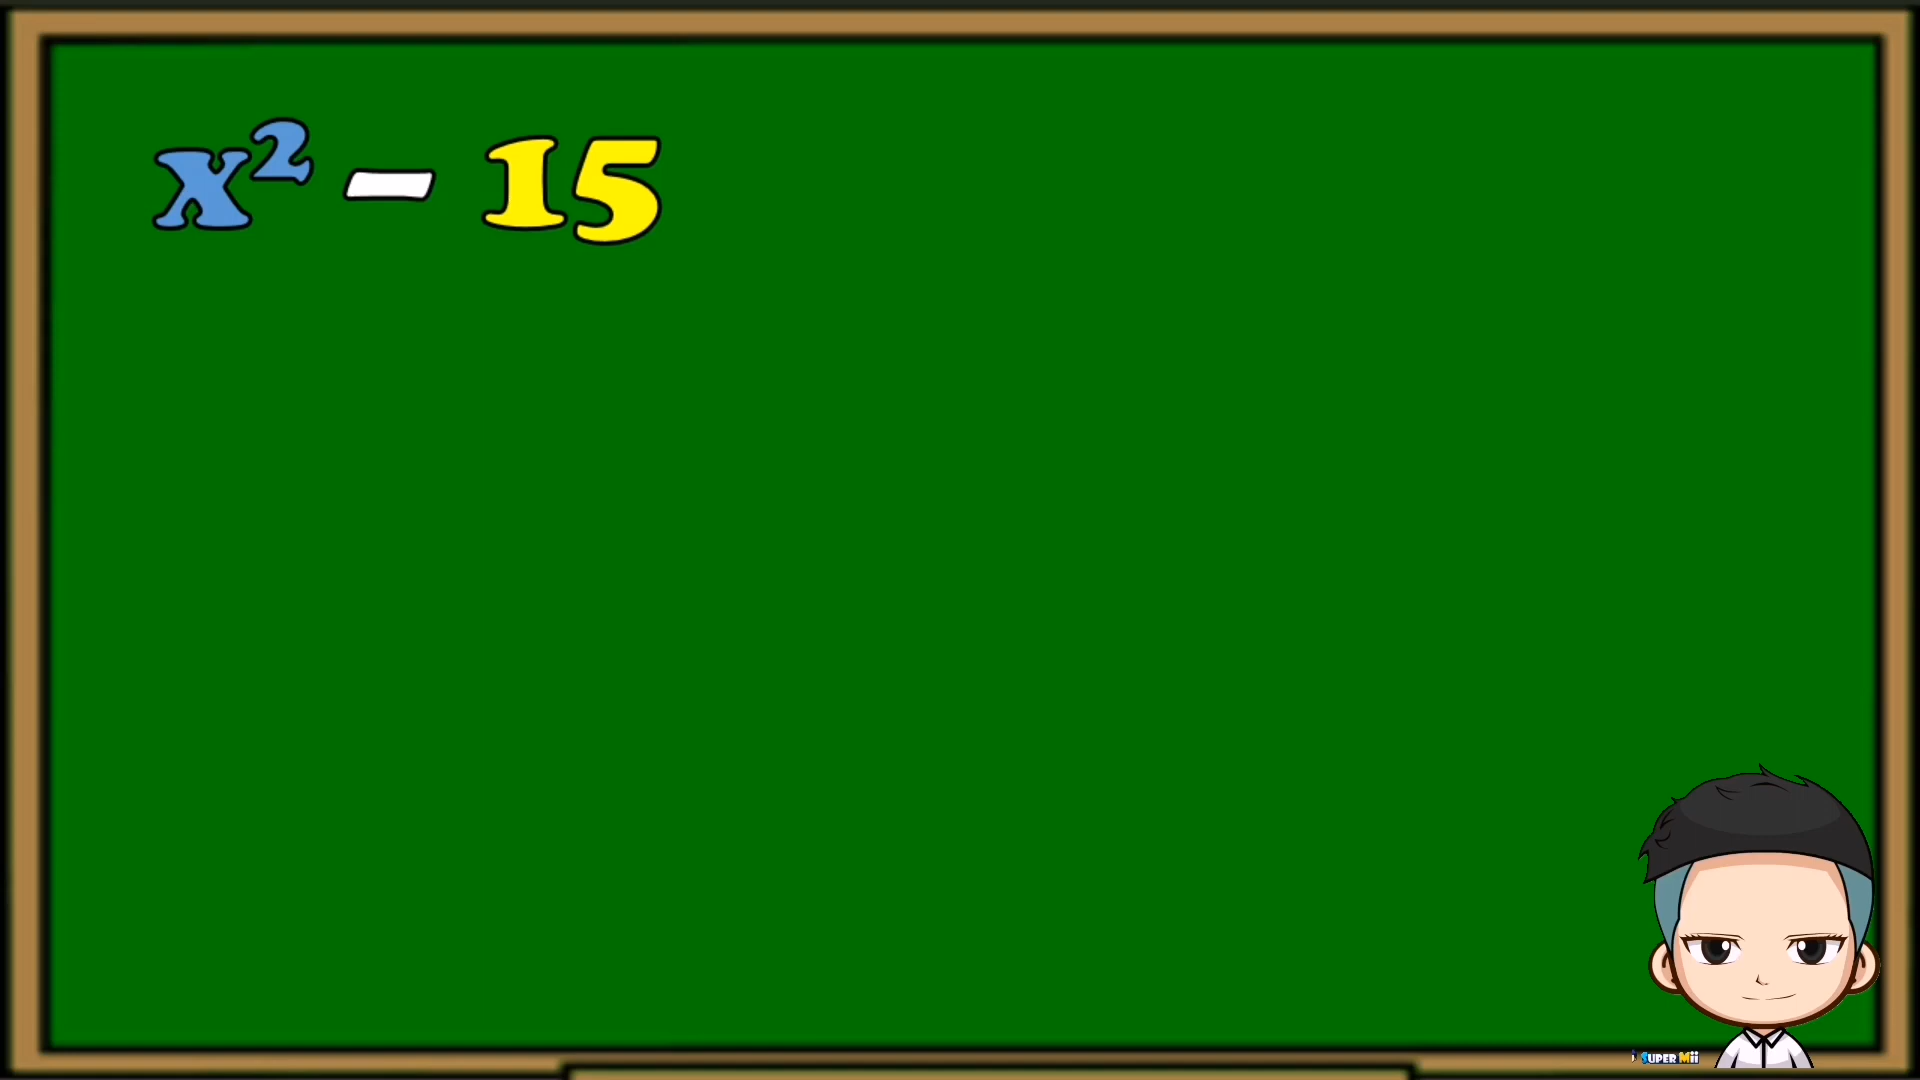 x² – 15
SUPER Mii